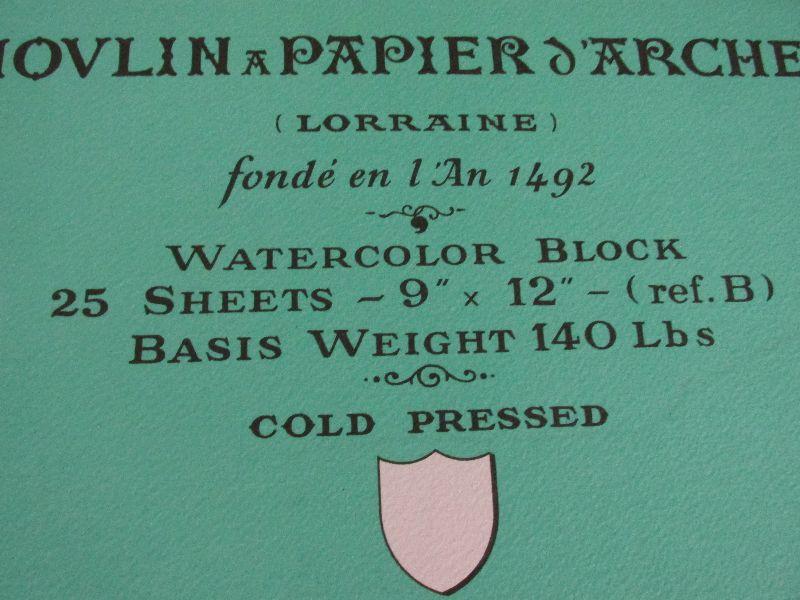 MOVLIN A PAPIER d'ARCHE
( LORRAINE )
fondé en l'An 1492
WATERCOLOR BLOCK
25 SHEETS – 9" x 12" – ( ref. B )
BASIS WEIGHT 140 Lbs
COLD PRESSED